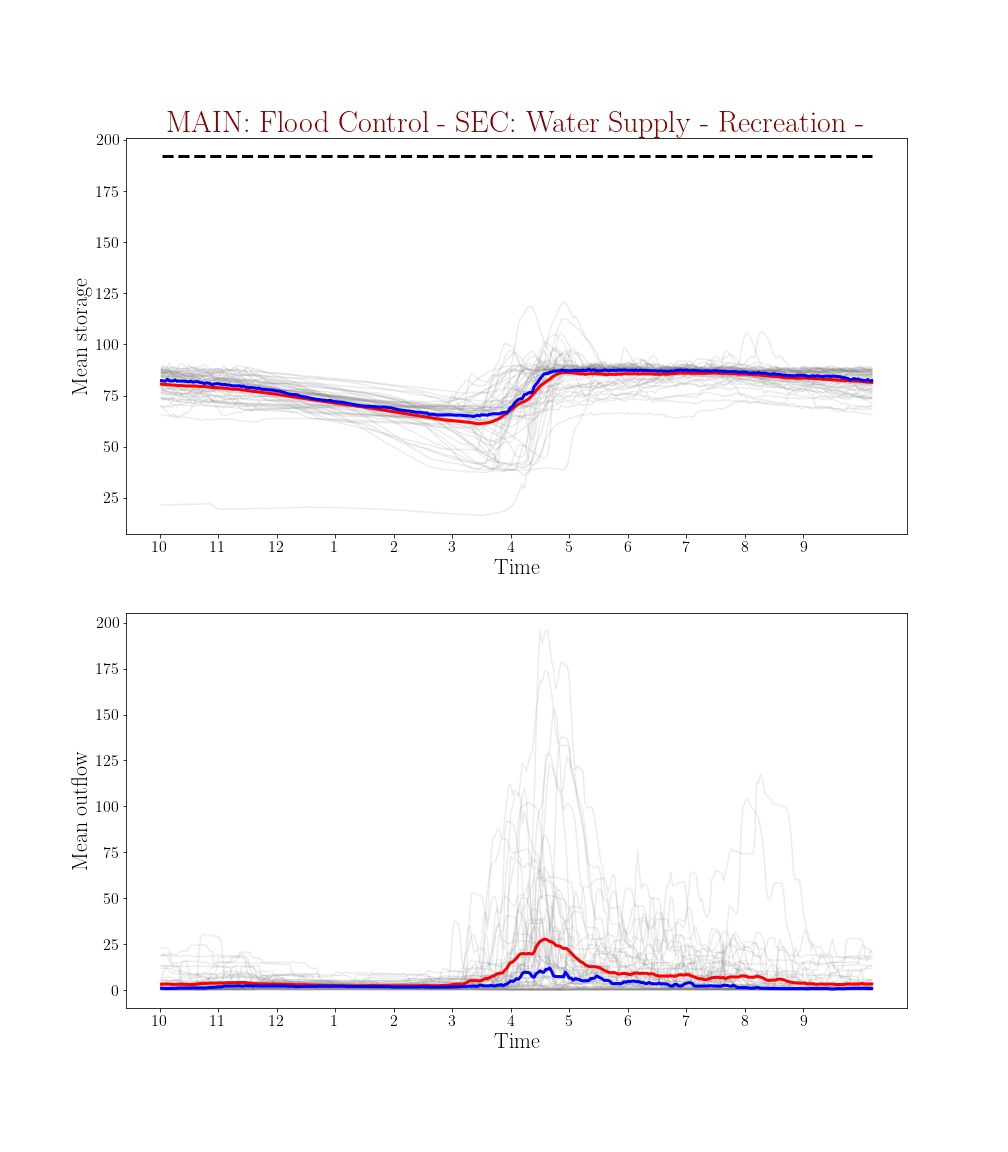 MAIN: Flood Control - SEC: Water Supply - Recreation -
200
175
150
125
100
75
50
25
Mean storage
10 11 12 1 2 3 4 5 6 7 8 9
Time
200
175
150
125
100
75
50
25
0
Mean outflow
10 11 12 1 2 3 4 5 6 7 8 9
Time